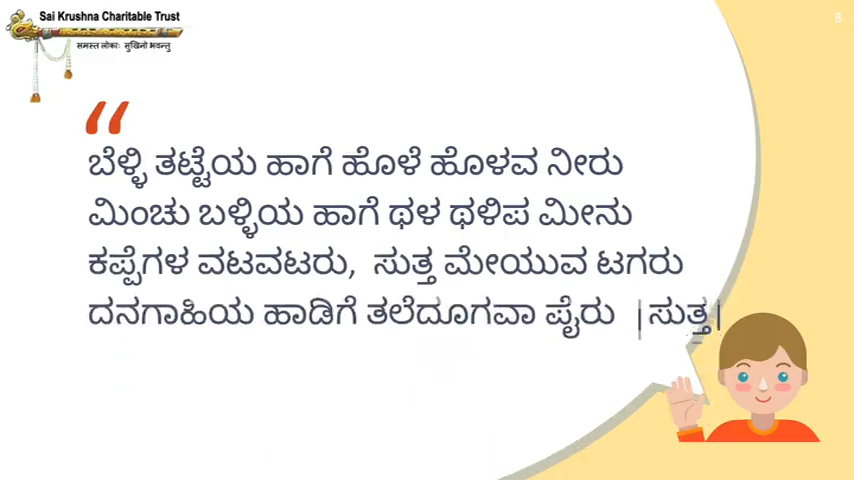 Sai Krushna Charitable Trust
समस्त लोकाः सुखिनो भवन्तु
8
“
ಬೆಳ್ಳಿ ತಟ್ಟೆಯ ಹಾಗೆ ಹೊಳೆ ಹೊಳವ ನೀರು
ಮಿಂಚು ಬಳ್ಳಿಯ ಹಾಗೆ ಥಳ ಥಳಿಪ ಮೀನು
ಕಪ್ಪೆಗಳ ವಟವಟರು, ಸುತ್ತ ಮೇಯುವ ಟಗರು
ದನಗಾಹಿಯ ಹಾಡಿಗೆ ತಲೆದೂಗವಾ ಪೈರು |ಸುತ್ತ|